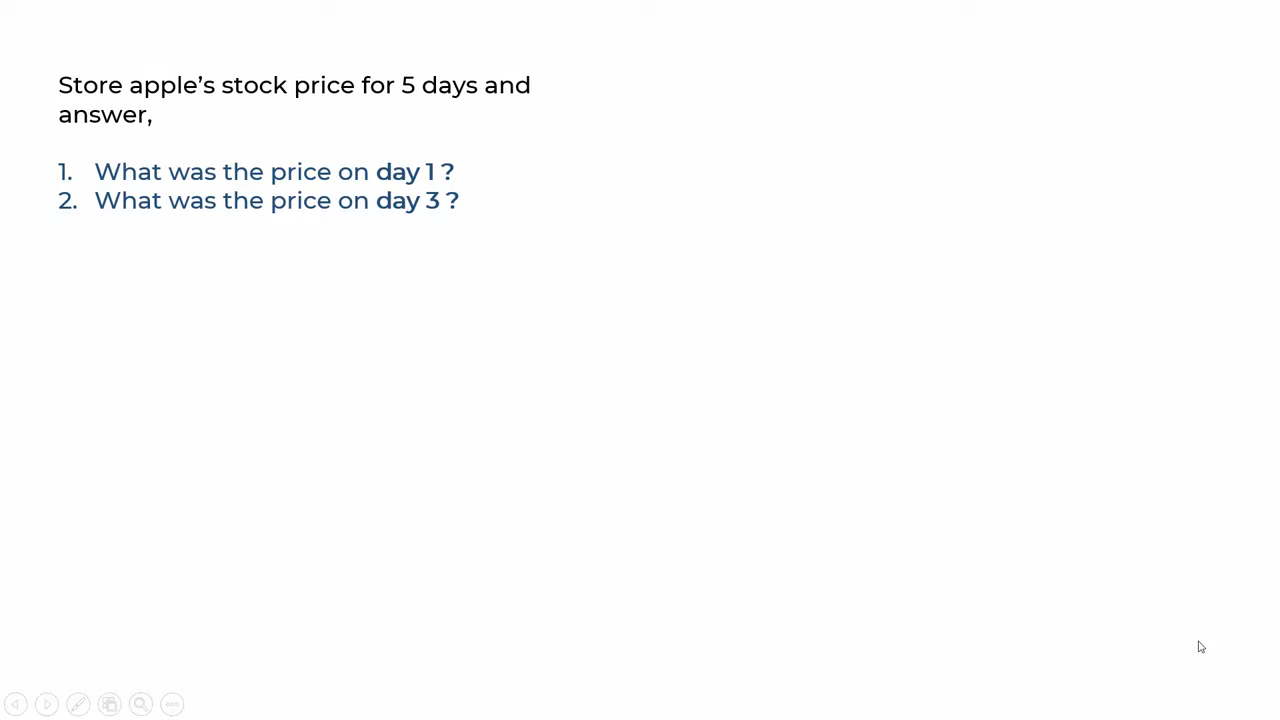 Store apple’s stock price for 5 days and
answer,
1. What was the price on day 1 ?
2. What was the price on day 3 ?